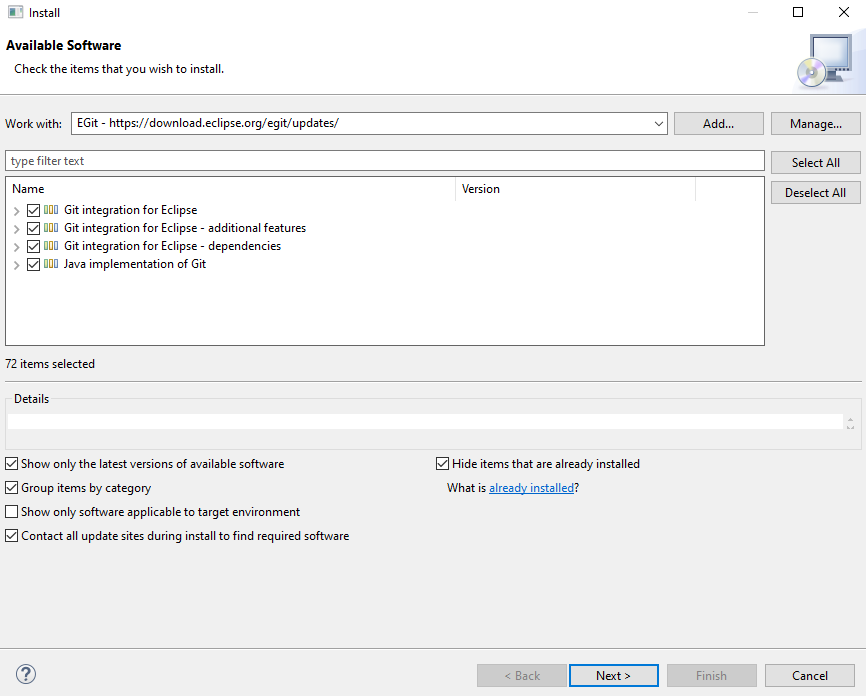 Install
Available Software
Check the items that you wish to install.
Work with: EGit - https://download.eclipse.org/egit/updates/ Add... Manage...
type filter text Select All
Deselect All
Name Version
Git integration for Eclipse
Git integration for Eclipse - additional features
Git integration for Eclipse - dependencies
Java implementation of Git
72 items selected
Details
Show only the latest versions of available software Hide items that are already installed
Group items by category What is already installed?
Show only software applicable to target environment
Contact all update sites during install to find required software
? < Back Next > Finish Cancel